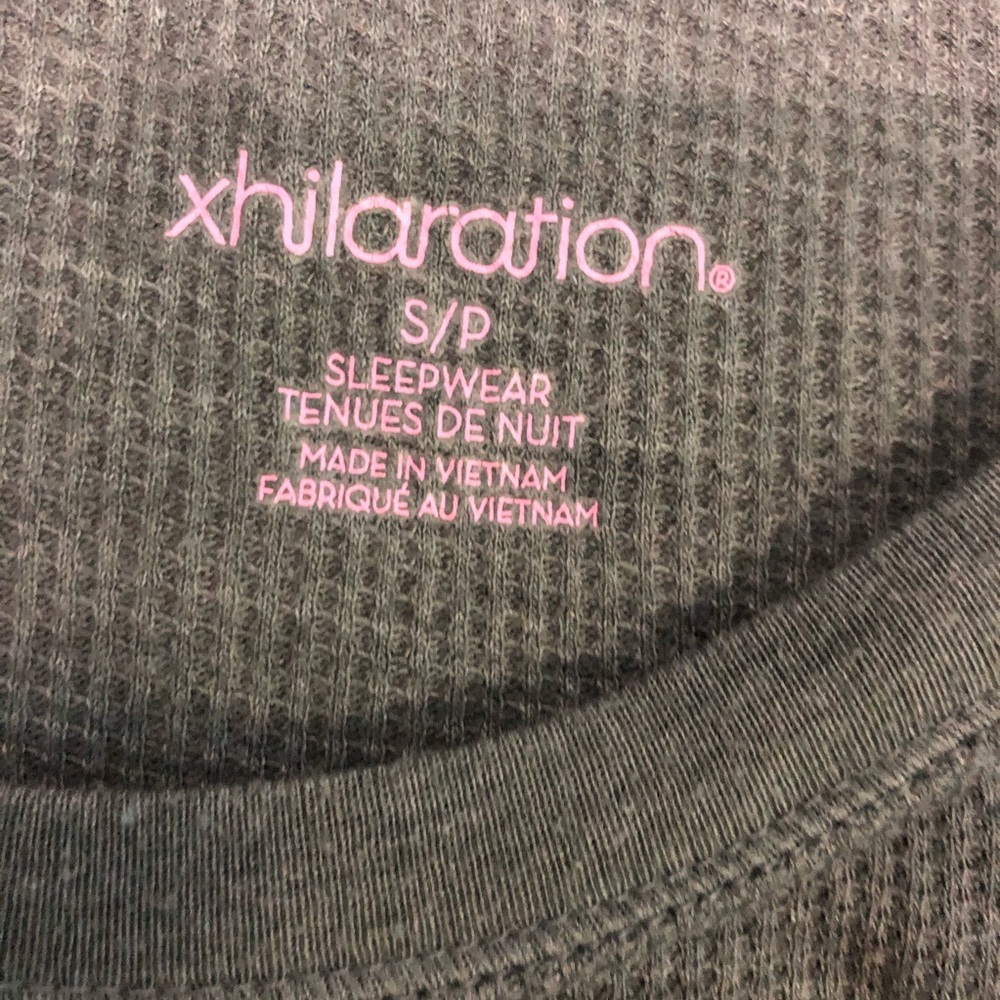 xhilaration®
S/P
SLEEPWEAR
TENUES DE NUIT
MADE IN VIETNAM
FABRIQUÉ AU VIETNAM